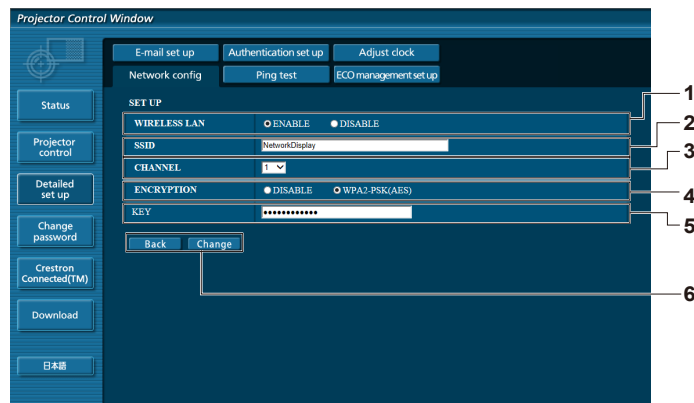 Projector Control Window
E-mail set up Authentication set up Adjust clock
Network config Ping test ECO management set up
Status
Projector
control
Detailed
set up
Change
password
Crestron
Connected(TM)
Download
日本語
SET UP
WIRELESS LAN ENABLE DISABLE
SSID NetworkDisplay
CHANNEL 1
ENCRYPTION DISABLE WPA2-PSK(AES)
KEY ••••••••••••
Back Change
1
2
3
4
5
6